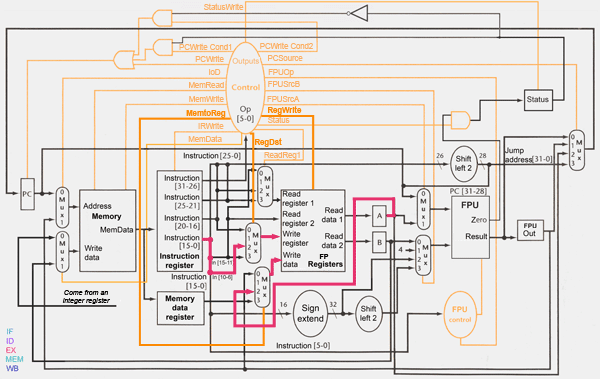 StatusWrite
PCWrite Cond1
PCWrite Cond2
PCWrite
PCSource
Outputs
IoD
FPUOp
MemRead
FPUSrcB
Control
MemWrite
FPUSrcA
Status
MemtoReg
Op
[5-0]
RegWrite
Status
IRWrite
MemData
RegDst
ReadReg1
Instruction [25-0]
26
Shift
left 2
28
Jump
address[31-0]
0
1
2
3
M
u
x
PC
0
M
u
x
1
Address
Memory
MemData
Write
data
0
M
u
x
1
Instruction
[31-26]
Instruction
[25-21]
Instruction
[20-16]
Instruction
[15-0]
Instruction
register
Instruction
[15-0]
Memory
data
register
0
1
2
3
M
u
x
In [15-11]
In [10-6]
0
1
2
3
M
u
x
0
1
2
3
M
u
x
Read
register 1
Read
register 2
Write
register
Write
data
Read
data 1
Read
data 2
FP
Registers
A
B
4
0
M
u
x
1
0
1
2
3
M
u
x
PC [31-28]
FPU
Zero
Result
FPU
Out
Come from an
Integer register
16
Sign
extend
32
Shift
left 2
FPU
control
Instruction [5-0]
IF
ID
EX
MEM
WB